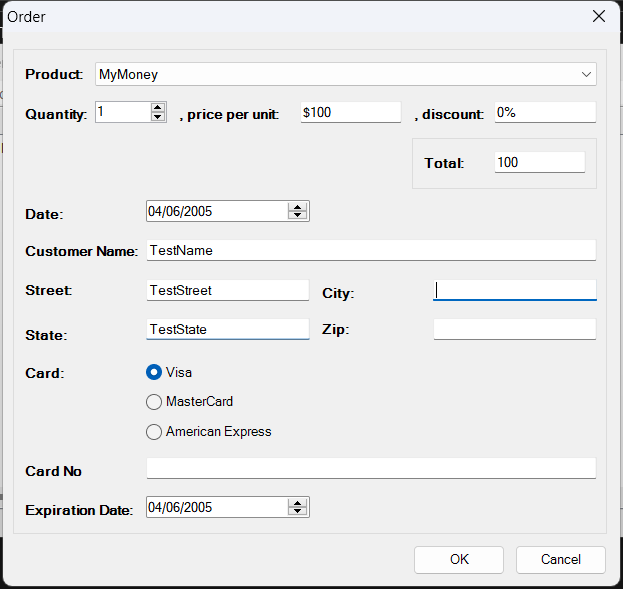 Order
Product: MyMoney
Quantity: 1 , price per unit: $100 , discount: 0%
Total: 100
Date: 04/06/2005
Customer Name: TestName
Street: TestStreet City:
State: TestState Zip:
Card: Visa
MasterCard
American Express
Card No
Expiration Date: 04/06/2005
OK Cancel